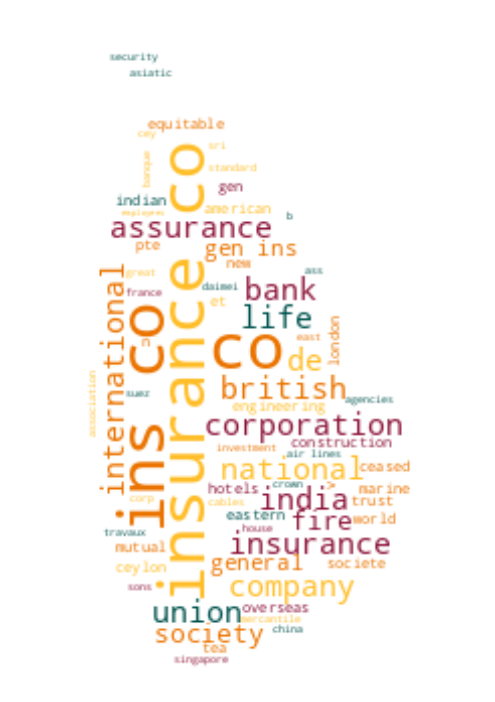 security
asiatic
equitable
cey
co
sri
banque
standard
gen
indian
american
employees
b
assurance
pte
gen ins
new
ass
great
daimei
bank
france
et
life
international
ins co
insurance
co
east
london
n
de
suez
british
agencies
association
engineering
corporation
construction
investment
air lines
national
ceased
crown
>
hotels
marine
corp
india
cables
trust
eastern
fire
world
house
travaux
insurance
mutual
general
societe
ceylon
company
sons
union
overseas
mercantile
society
china
tea
singapore